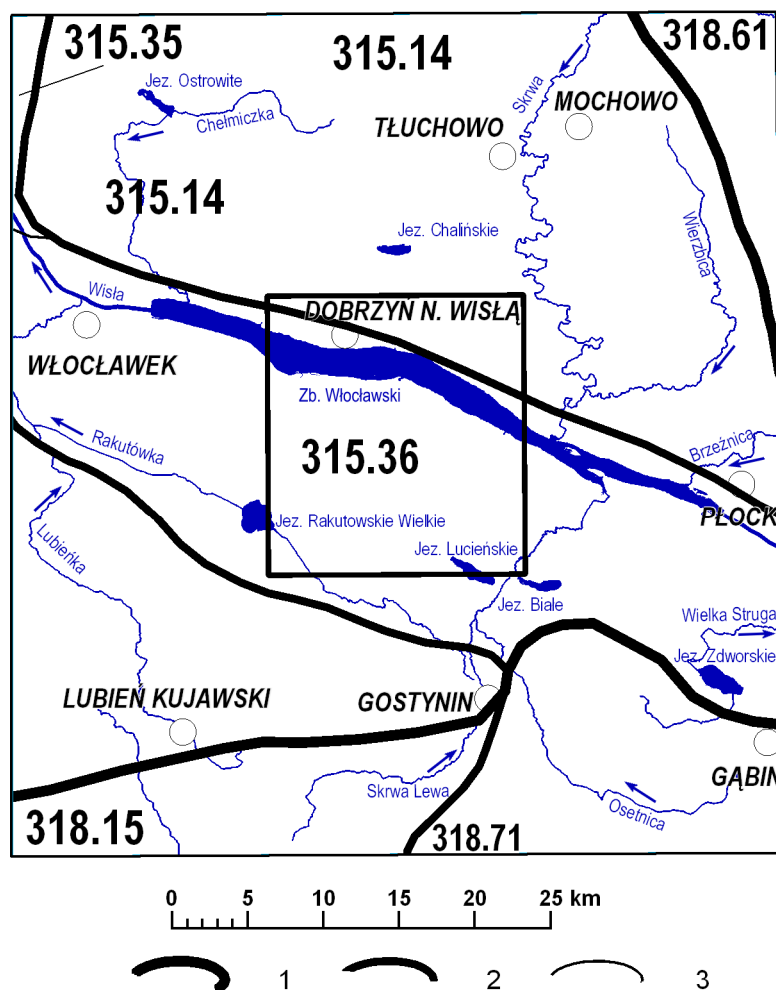 315.35
315.14
318.61
Jez. Ostrowite
Skrwa
MOCHOWO
Chełmiczka
TŁUCHOWO
315.14
Jez. Chalińskie
Wierzbica
Wisła
DOBRZYŃ N. WISŁĄ
WŁOCŁAWEK
Zb. Włocławski
Rakutówka
315.36
Brzeźnica
PŁOCK
Jez. Rakutowskie Wielkie
Lubieńka
Jez. Lucieńskie
Jez. Białe
Wielka Struga
Jez. Zdworskie
LUBIEŃ KUJAWSKI
GOSTYNIN
GĄBIN
Skrwa Lewa
Osetnica
318.15
318.71
0 5 10 15 20 25 km
1 2 3